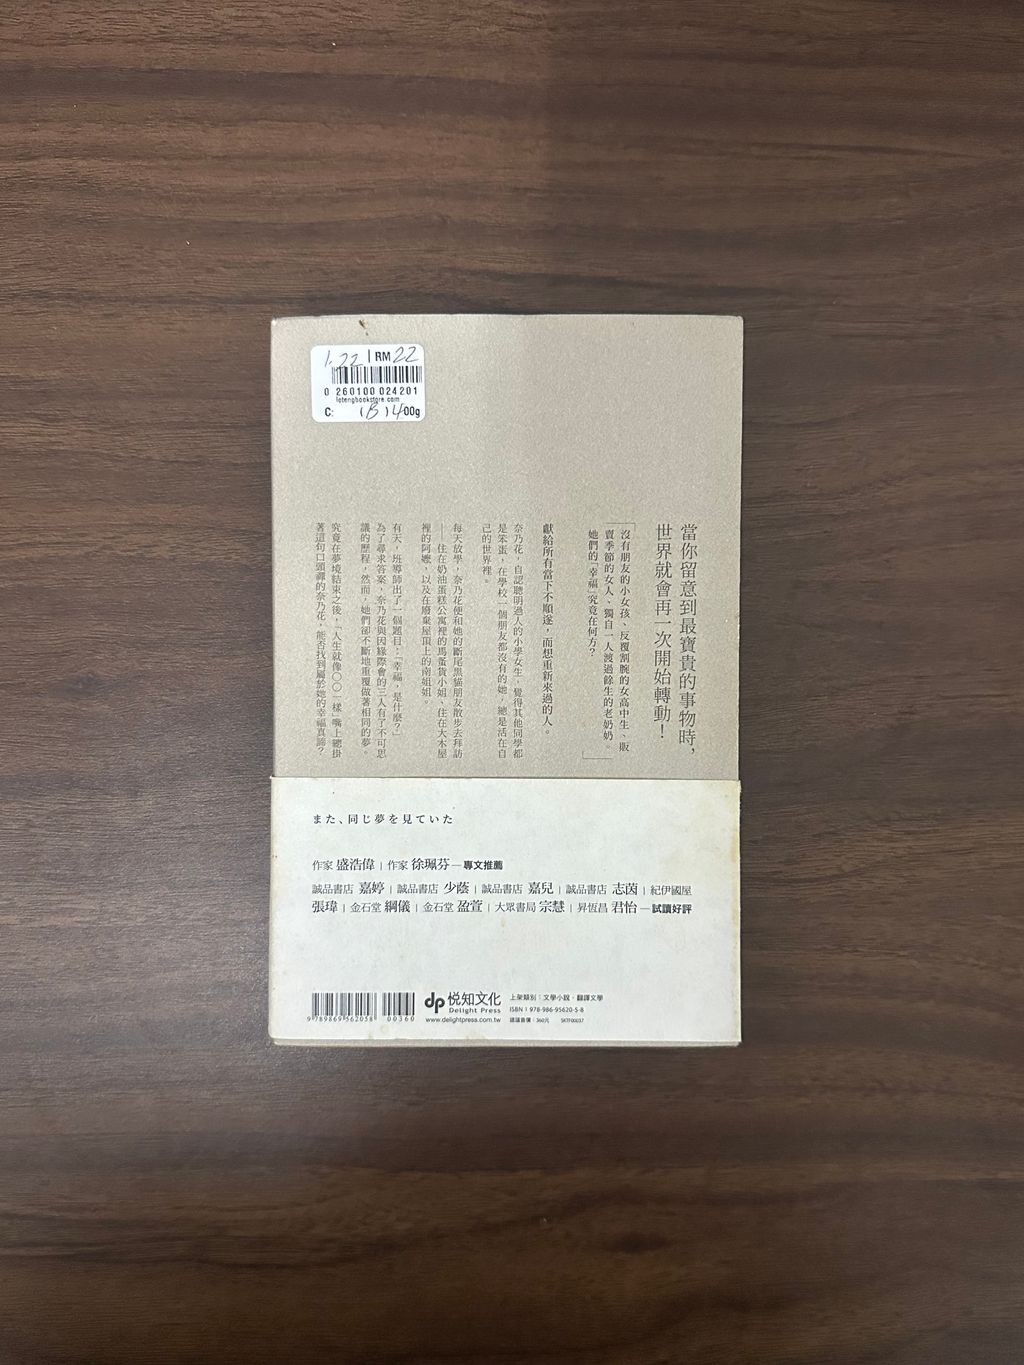 1.22 | RM 22
0 260100 024201
lotengbookstore.com
C: (B) 400g
當你留意到最寶貴的事物時，
世界就會再一次開始轉動！
「沒有朋友的小女孩、反覆割腕的女高中生、販
賣季節的女人、獨自一人渡過餘生的老奶奶。
她們的「幸福」究竟在何方？」
獻給所有當下不順遂，而想重新來過的人。
奈乃花，自認聰明過人的小學女生，覺得其他同學都
是笨蛋，在學校一個朋友都沒有的她，總是活在自
己的世界裡。
每天放學，奈乃花便和她的斷尾黑貓朋友散步去拜訪
──住在奶油蛋糕公寓裡的馬蚤貨小姐、住在大木屋
裡的阿嬤，以及在廢棄屋頂上的南姐姐
有天，班導師出了一個題目：「幸福，是什麼？」
為了尋求答案，奈乃花與因緣際會的三人有了不可思
議的歷程，然而，她們卻不斷地重覆做著相同的夢。
究竟在夢境結束之後，「人生就像〇〇一樣」嘴上總掛
著這句口頭禪的奈乃花，能否找到屬於她的幸福真諦？
また、同じ夢を見ていた
作家 盛浩偉 | 作家 徐珮芬─專文推薦
誠品書店 嘉婷 | 誠品書店 少蔭 | 誠品書店 嘉兒 | 誠品書店 志茵 | 紀伊國屋
張瑋 | 金石堂 綱儀 | 金石堂 盈萱 | 大眾書局 宗慧 | 昇恆昌 君怡─試讀好評
9 789869 562058
00360
dp 悦知文化
Delight Press
www.delightpress.com.tw
上架類別：文學小說・翻譯文學
ISBN | 978-986-95620-5-8
建議售價：360元 SKTF00037